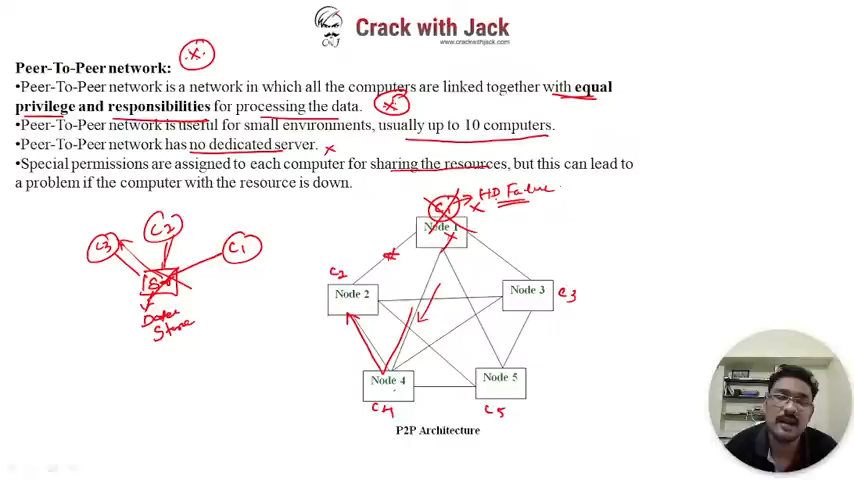 Crack with Jack
www.crackwithjack.com
CWJ
Peer-To-Peer network:
•Peer-To-Peer network is a network in which all the computers are linked together with equal
privilege and responsibilities for processing the data.
•Peer-To-Peer network is useful for small environments, usually up to 10 computers.
•Peer-To-Peer network has no dedicated server.
•Special permissions are assigned to each computer for sharing the resources, but this can lead to
a problem if the computer with the resource is down.
HD Failure
C1
Node 1
C2
C3
C1
C2
Node 2
Node 3
C3
Data
Store
Node 4
Node 5
C4
C5
P2P Architecture